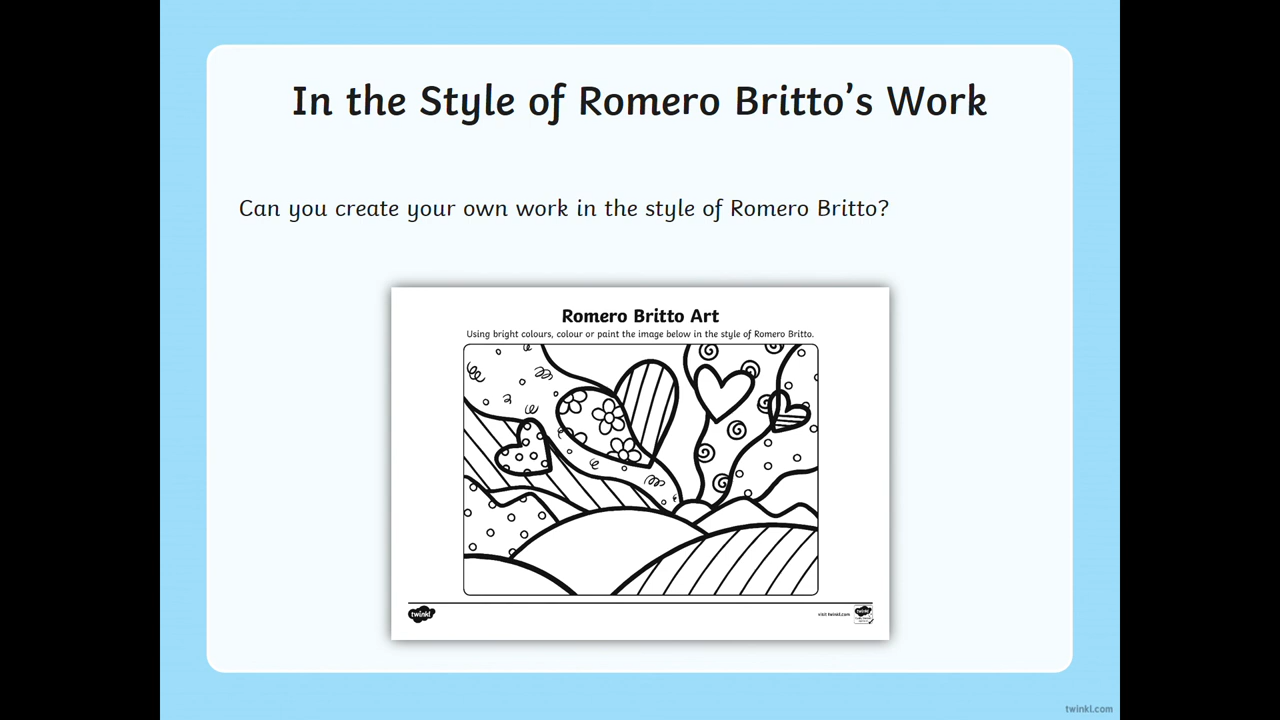 In the Style of Romero Britto's Work
Can you create your own work in the style of Romero Britto?
Romero Britto Art
Using bright colours, colour or paint the image below in the style of Romero Britto.
twinkl
visit twinkl.com
twinkl
twinkl.com